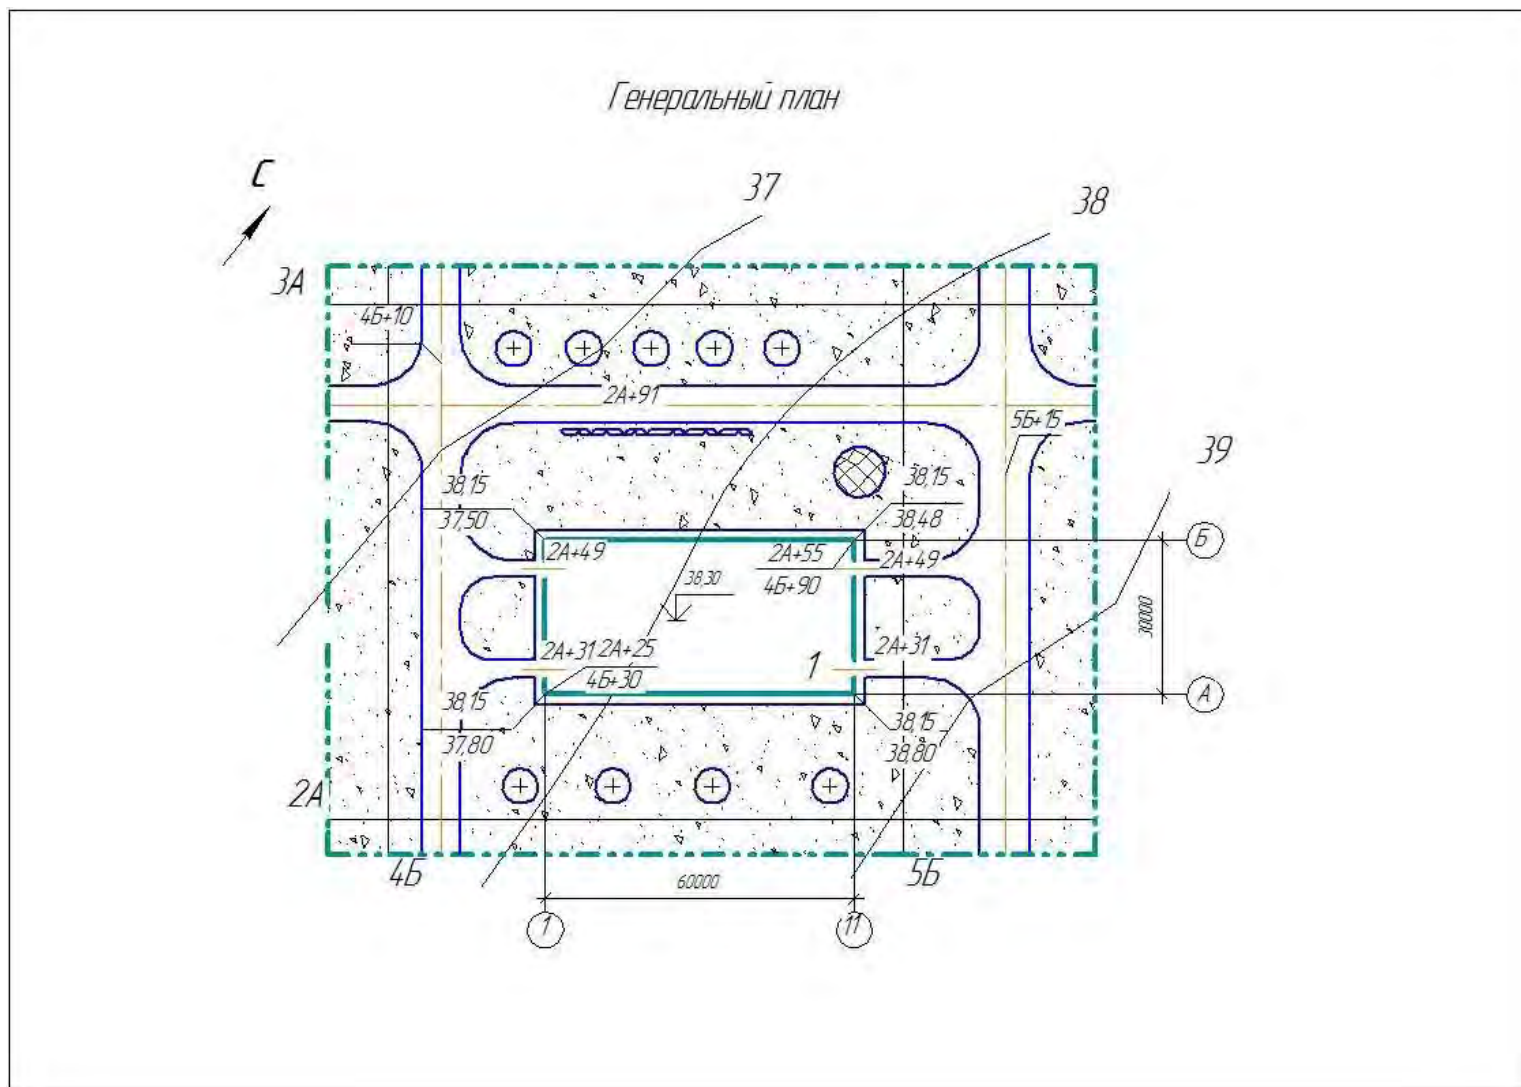 Генеральный план
С
37
38
3А
4Б+10
2А+91
5Б+15
39
38,15
37,50
38,15
38,48
Б
2А+49
2А+55
4Б+90
2А+49
38,30
30000
2А+31
2А+25
4Б+30
1
2А+31
А
38,15
37,80
38,15
38,80
2А
4Б
60000
5Б
1
11